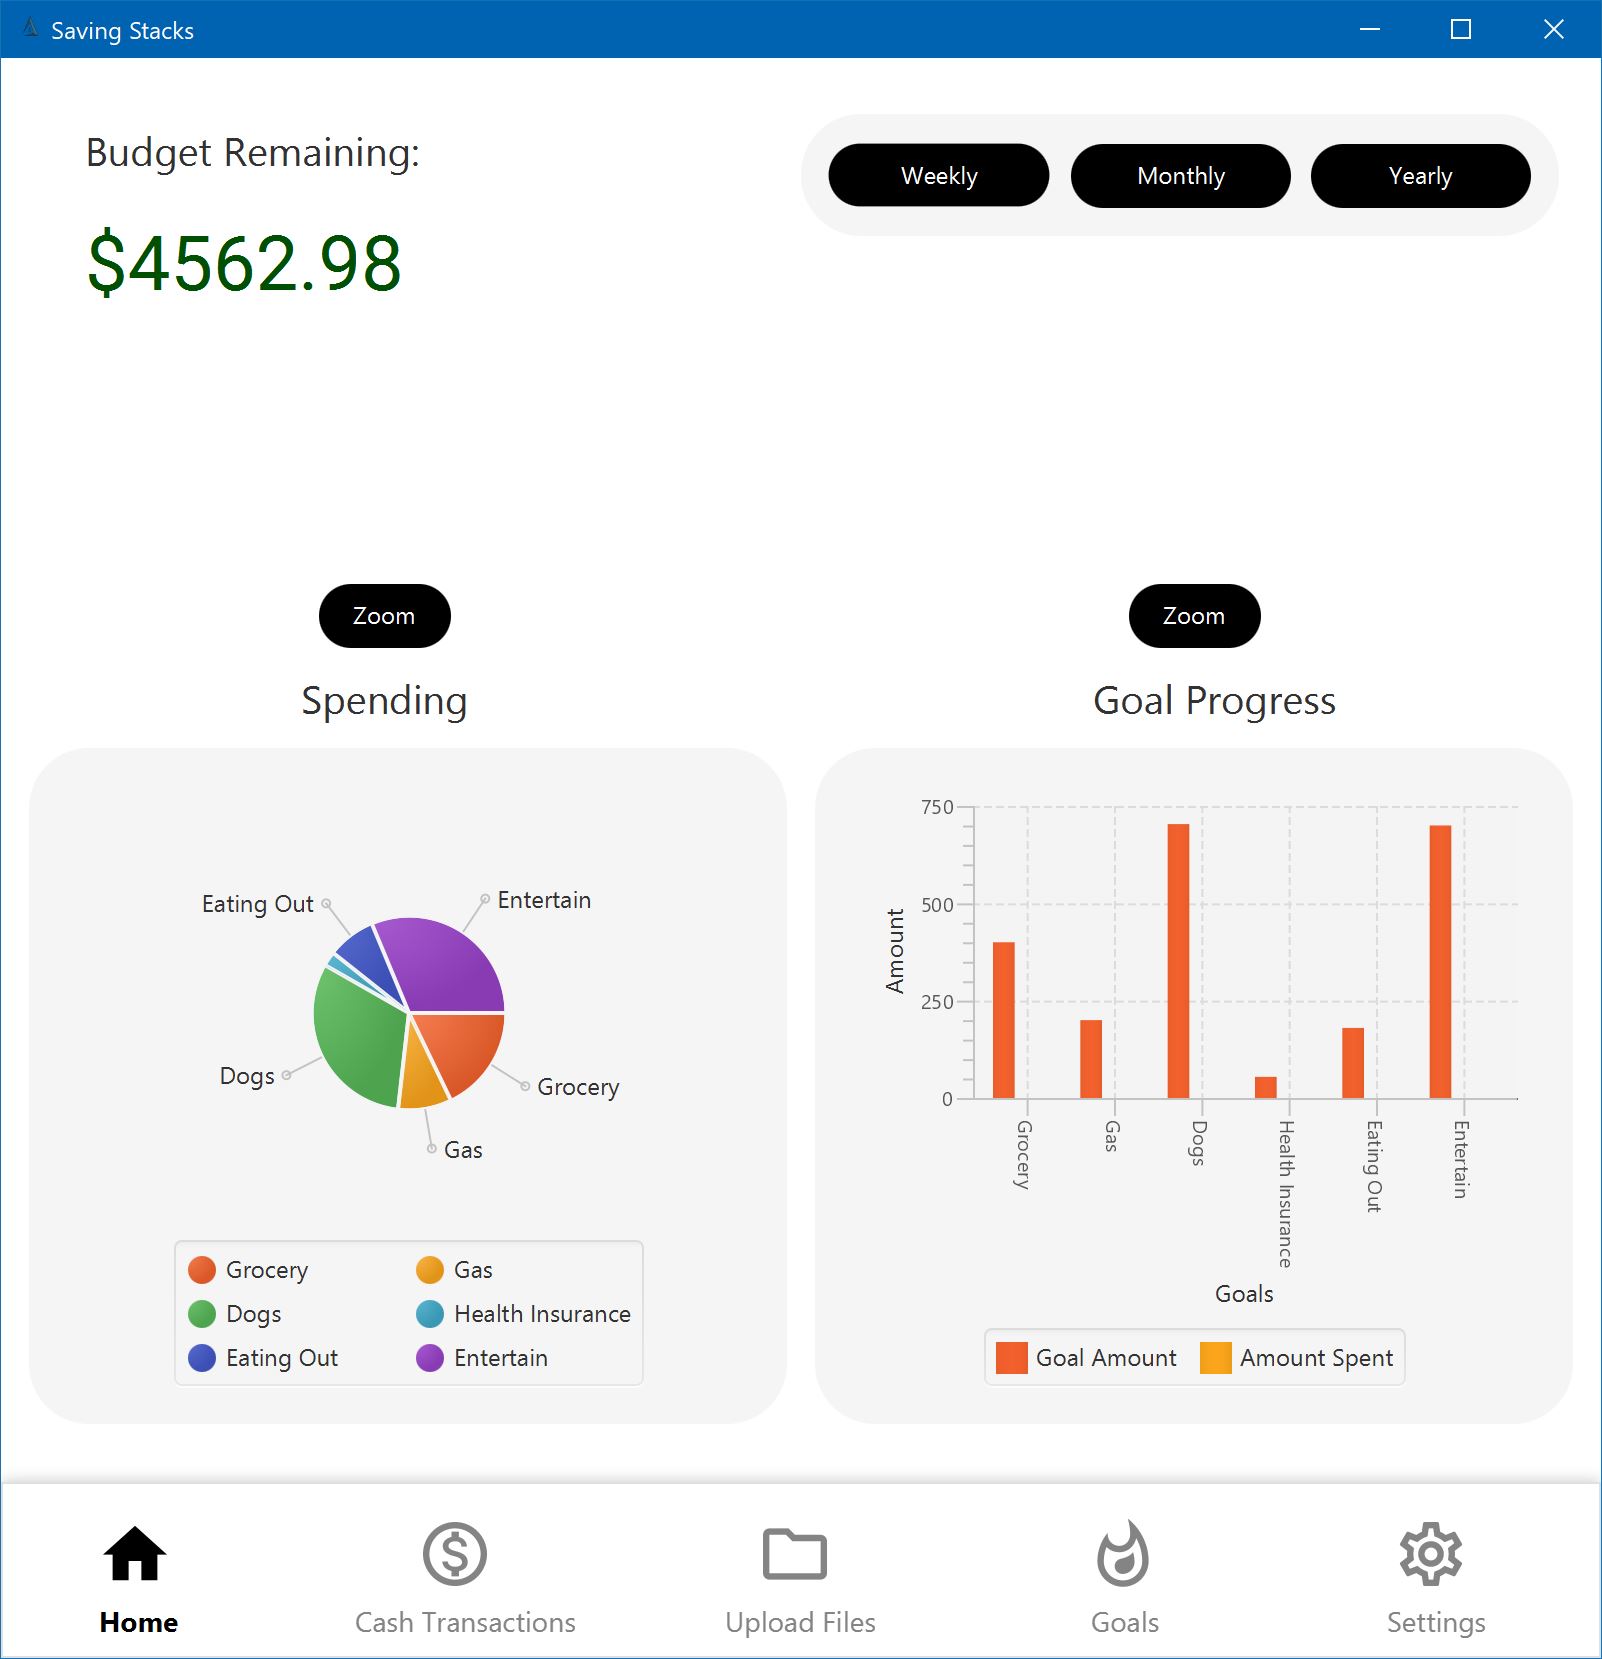 Saving Stacks
Budget Remaining:
$4562.98
Weekly
Monthly
Yearly
Zoom
Spending
Eating Out
Entertain
Dogs
Grocery
Gas
Grocery
Gas
Dogs
Health Insurance
Eating Out
Entertain
Zoom
Goal Progress
750
500
250
0
Amount
Grocery
Gas
Dogs
Health Insurance
Eating Out
Entertain
Goals
Goal Amount
Amount Spent
Home
Cash Transactions
Upload Files
Goals
Settings